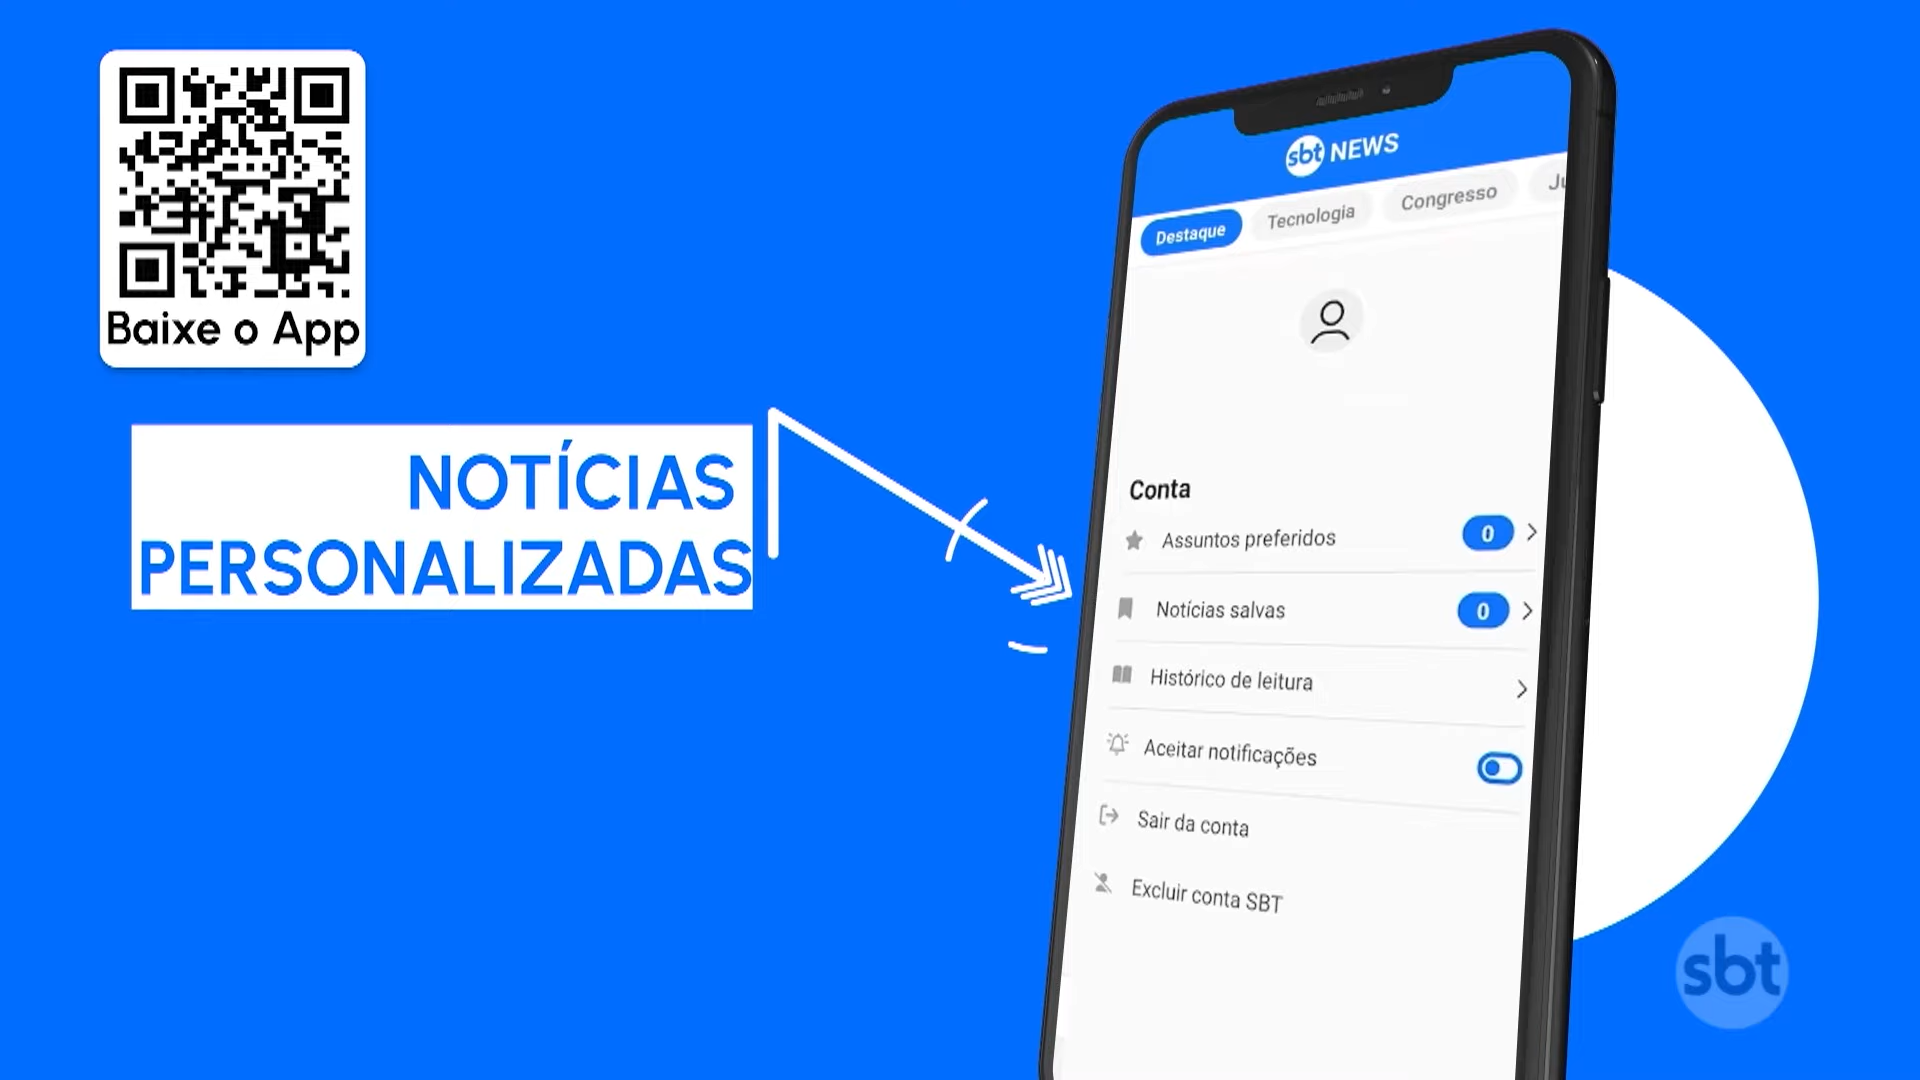 Baixe o App
NOTÍCIAS
PERSONALIZADAS
sbt NEWS
Destaque Tecnologia Congresso
Conta
Assuntos preferidos 0
Notícias salvas 0
Histórico de leitura
Aceitar notificações
Sair da conta
Excluir conta SBT
sbt